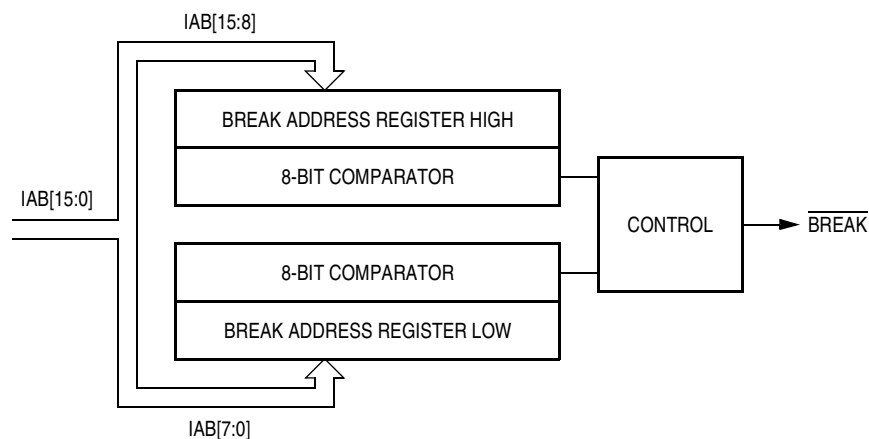 IAB[15:8]
BREAK ADDRESS REGISTER HIGH
8-BIT COMPARATOR
IAB[15:0]
CONTROL
BREAK
8-BIT COMPARATOR
BREAK ADDRESS REGISTER LOW
IAB[7:0]